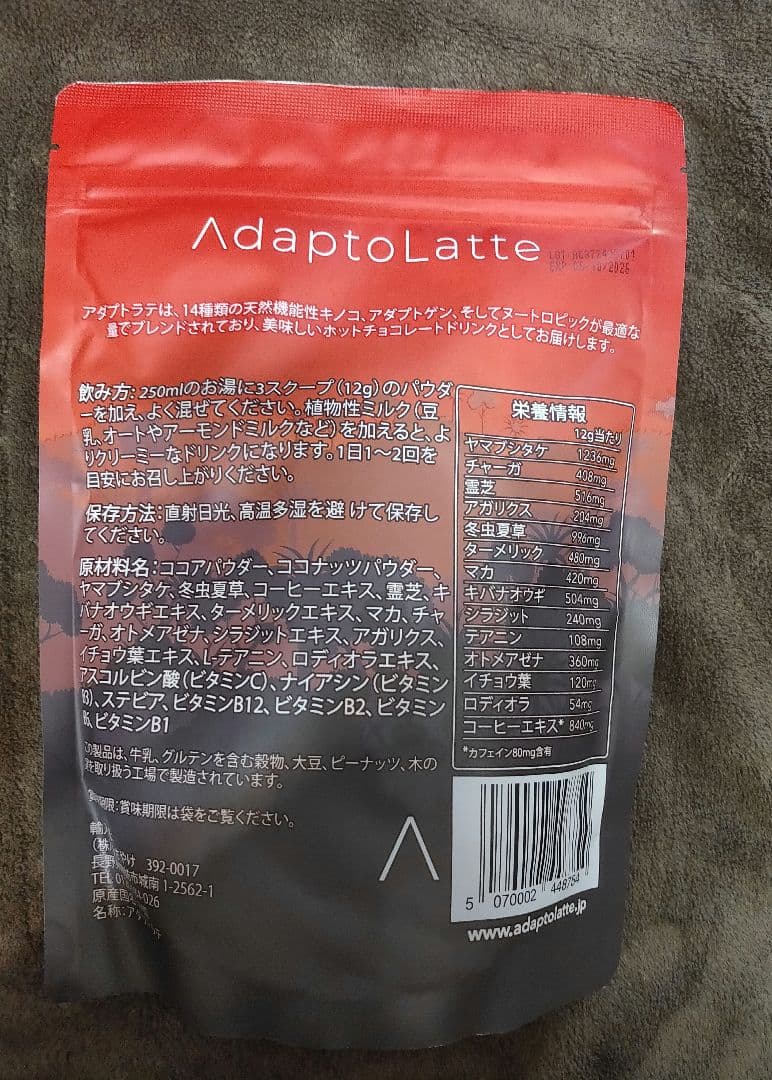 AdaptoLatte
EXP 10/2026
アダプトラテは、14種類の天然機能性キノコ、アダプトゲン、そしてヌートロピックが最適な
量でブレンドされており、美味しいホットチョコレートドリンクとしてお届けします。
飲み方: 250mlのお湯に3スクープ(12g)のパウダ
ーを加え、よく混ぜてください。植物性ミルク(豆
乳、オートやアーモンドミルクなど)を加えると、よ
りクリーミーなドリンクになります。1日1〜2回を
目安にお召し上がりください。
保存方法: 直射日光、高温多湿を避 けて保存し
てください。
原材料名: ココアパウダー、ココナッツパウダー、
ヤマブシタケ、冬虫夏草、コーヒーエキス、霊芝、キ
バナオウギエキス、ターメリックエキス、マカ、チャ
ーガ、オトメアゼナ、シラジットエキス、アガリクス、
イチョウ葉エキス、L-テアニン、ロディオラエキス、
アスコルビン酸(ビタミンC)、ナイアシン(ビタミン
B3)、ステビア、ビタミンB12、ビタミンB2、ビタミン
B6、ビタミンB1
この製品は、牛乳、グルテンを含む穀物、大豆、ピーナッツ、木の
実を取り扱う工場で製造されています。
期限: 賞味期限は袋をご覧ください。
(株)
長野 392-0017
TEL 市城南 1-2562-1
原産国 -026
名称: ア
栄養情報
12g当たり
ヤマブシタケ 1236mg
チャーガ 408mg
霊芝 516mg
アガリクス 204mg
冬虫夏草 996mg
ターメリック 480mg
マカ 420mg
キバナオウギ 504mg
シラジット 240mg
テアニン 108mg
オトメアゼナ 360mg
イチョウ葉 120mg
ロディオラ 54mg
コーヒーエキス* 840mg
*カフェイン80mg含有
5 070002 448754
www.adaptolatte.jp